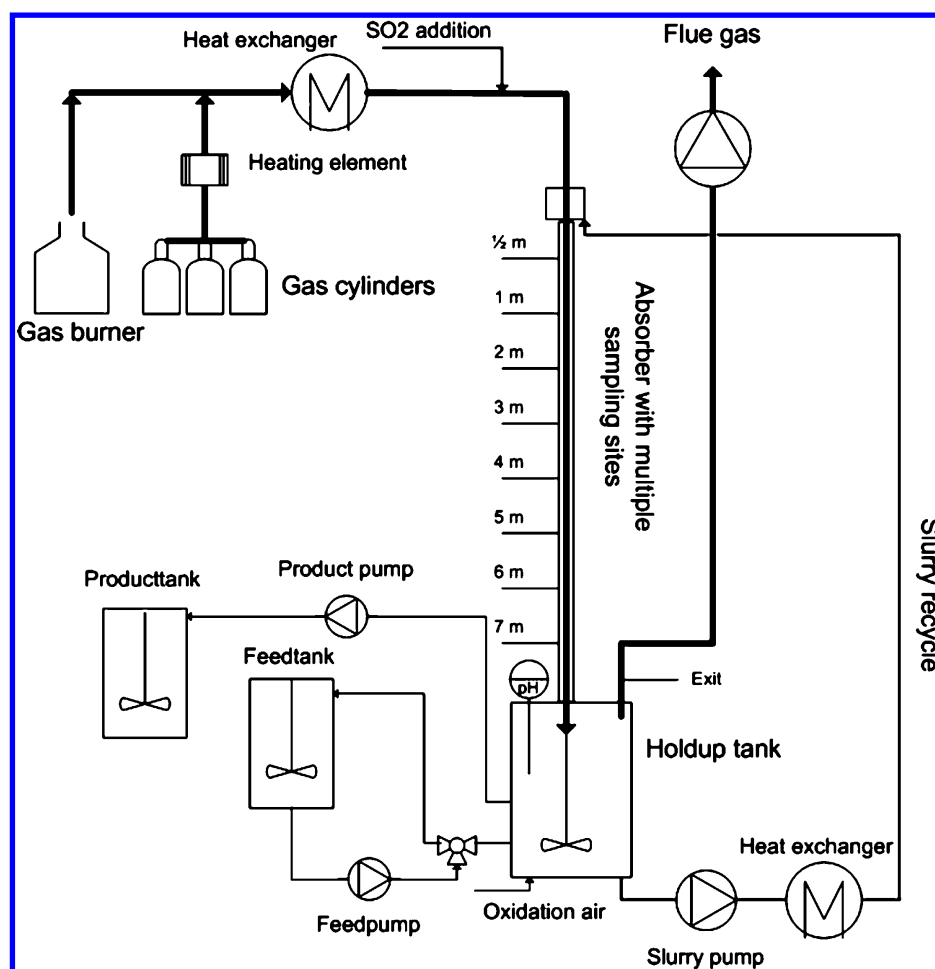 SO2 addition
Flue gas
Heat exchanger
Heating element
Gas cylinders
Gas burner
½ m
1 m
2 m
3 m
4 m
5 m
6 m
7 m
Absorber with multiple
sampling sites
Slurry recycle
Product pump
Producttank
Feedtank
pH
Exit
Holdup tank
Heat exchanger
Oxidation air
Feedpump
Slurry pump